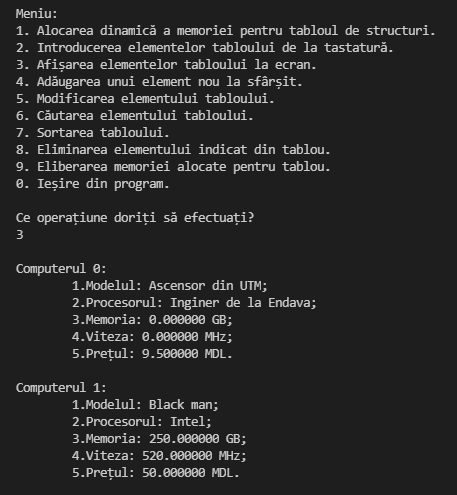 Meniu:
1. Alocarea dinamică a memoriei pentru tabloul de structuri.
2. Introducerea elementelor tabloului de la tastatură.
3. Afișarea elementelor tabloului la ecran.
4. Adăugarea unui element nou la sfârșit.
5. Modificarea elementului tabloului.
6. Căutarea elementului tabloului.
7. Sortarea tabloului.
8. Eliminarea elementului indicat din tablou.
9. Eliberarea memoriei alocate pentru tablou.
0. Ieșire din program.
Ce operațiune doriți să efectuați?
3
Computerul 0:
1.Modelul: Ascensor din UTM;
2.Procesorul: Inginer de la Endava;
3.Memoria: 0.000000 GB;
4.Viteza: 0.000000 MHz;
5.Prețul: 9.500000 MDL.
Computerul 1:
1.Modelul: Black man;
2.Procesorul: Intel;
3.Memoria: 250.000000 GB;
4.Viteza: 520.000000 MHz;
5.Prețul: 50.000000 MDL.